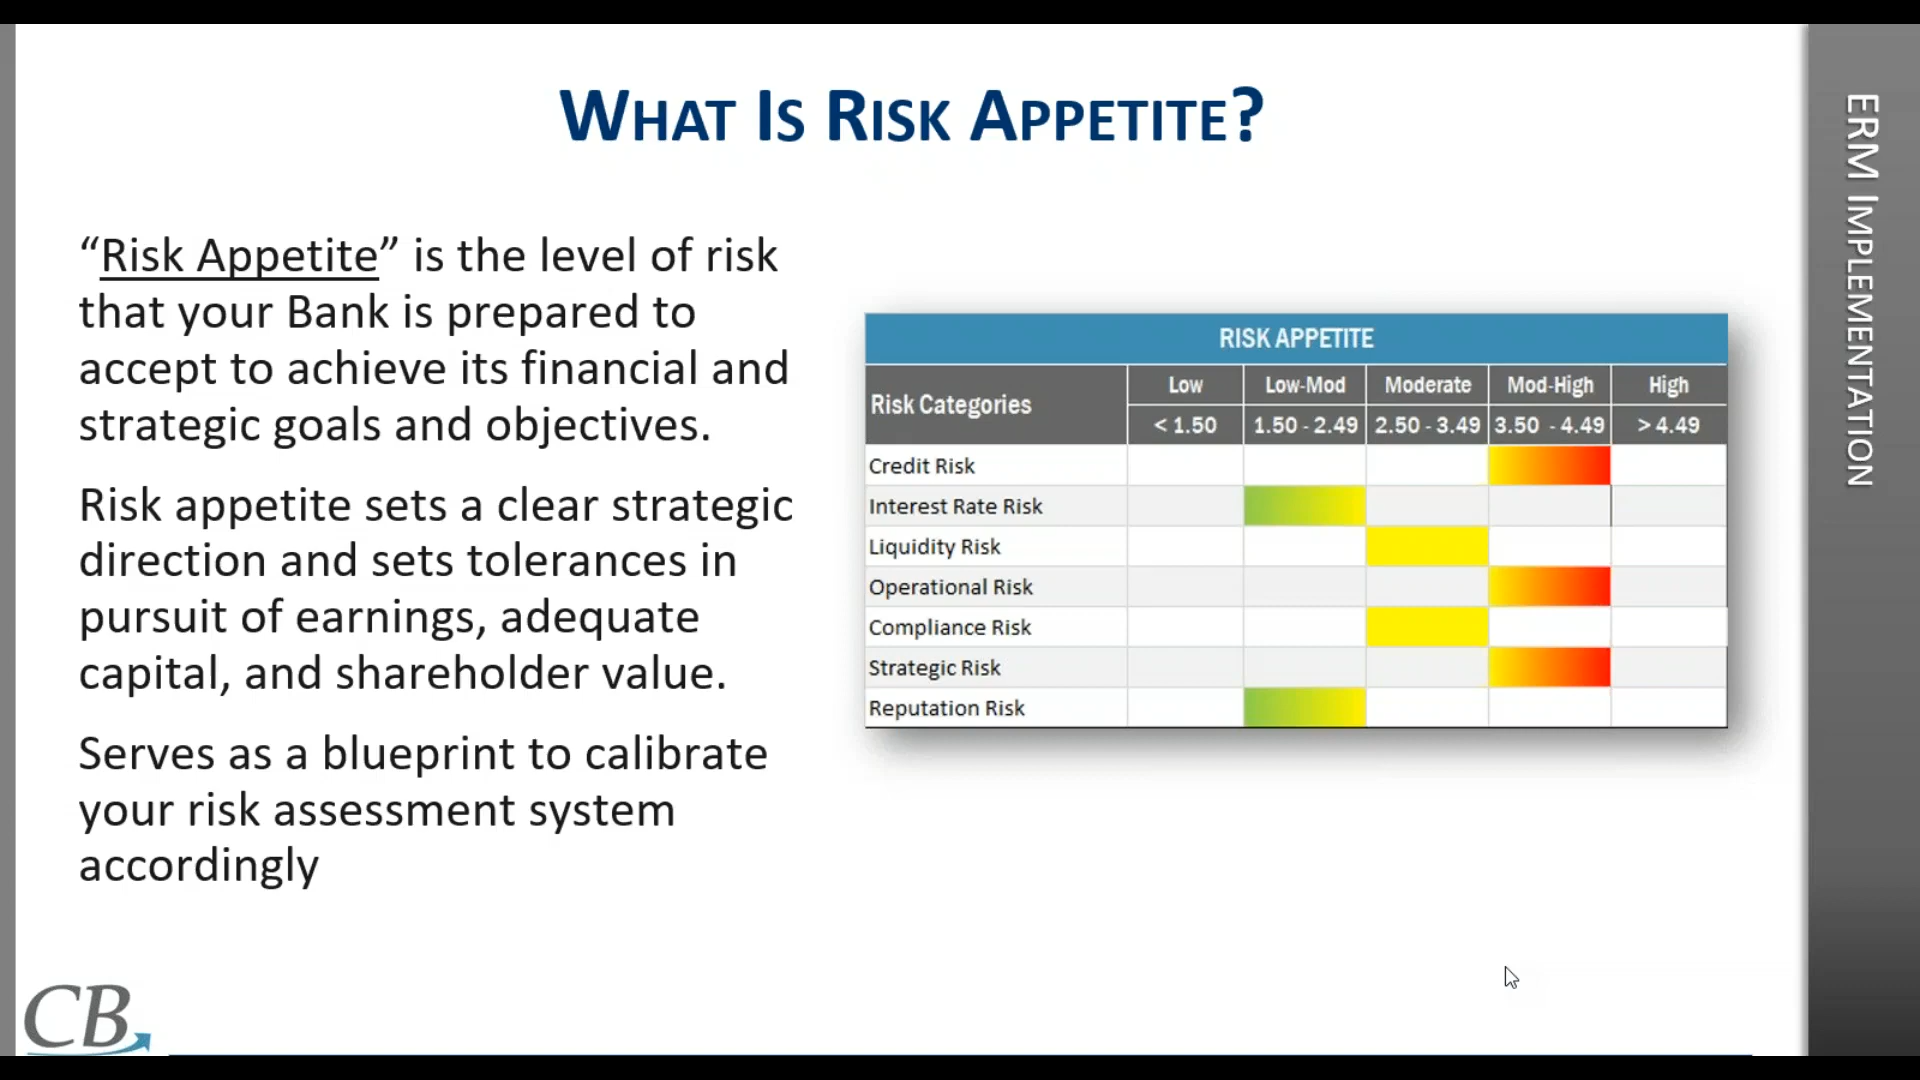 WHAT IS RISK APPETITE?
“Risk Appetite” is the level of risk
that your Bank is prepared to
accept to achieve its financial and
strategic goals and objectives.
Risk appetite sets a clear strategic
direction and sets tolerances in
pursuit of earnings, adequate
capital, and shareholder value.
Serves as a blueprint to calibrate
your risk assessment system
accordingly
RISK APPETITE
Risk Categories
Low Low-Mod Moderate Mod-High High
< 1.50 1.50 - 2.49 2.50 - 3.49 3.50 - 4.49 > 4.49
Credit Risk
Interest Rate Risk
Liquidity Risk
Operational Risk
Compliance Risk
Strategic Risk
Reputation Risk
ERM IMPLEMENTATION
CB